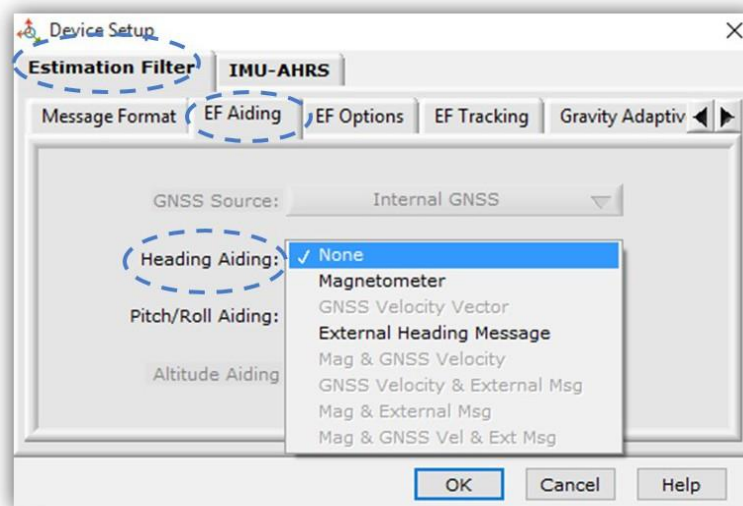 Device Setup
Estimation Filter IMU-AHRS
Message Format EF Aiding EF Options EF Tracking Gravity Adaptiv
GNSS Source: Internal GNSS
Heading Aiding: ✓ None
Magnetometer
GNSS Velocity Vector
Pitch/Roll Aiding: External Heading Message
Mag & GNSS Velocity
Altitude Aiding GNSS Velocity & External Msg
Mag & External Msg
Mag & GNSS Vel & Ext Msg
OK Cancel Help